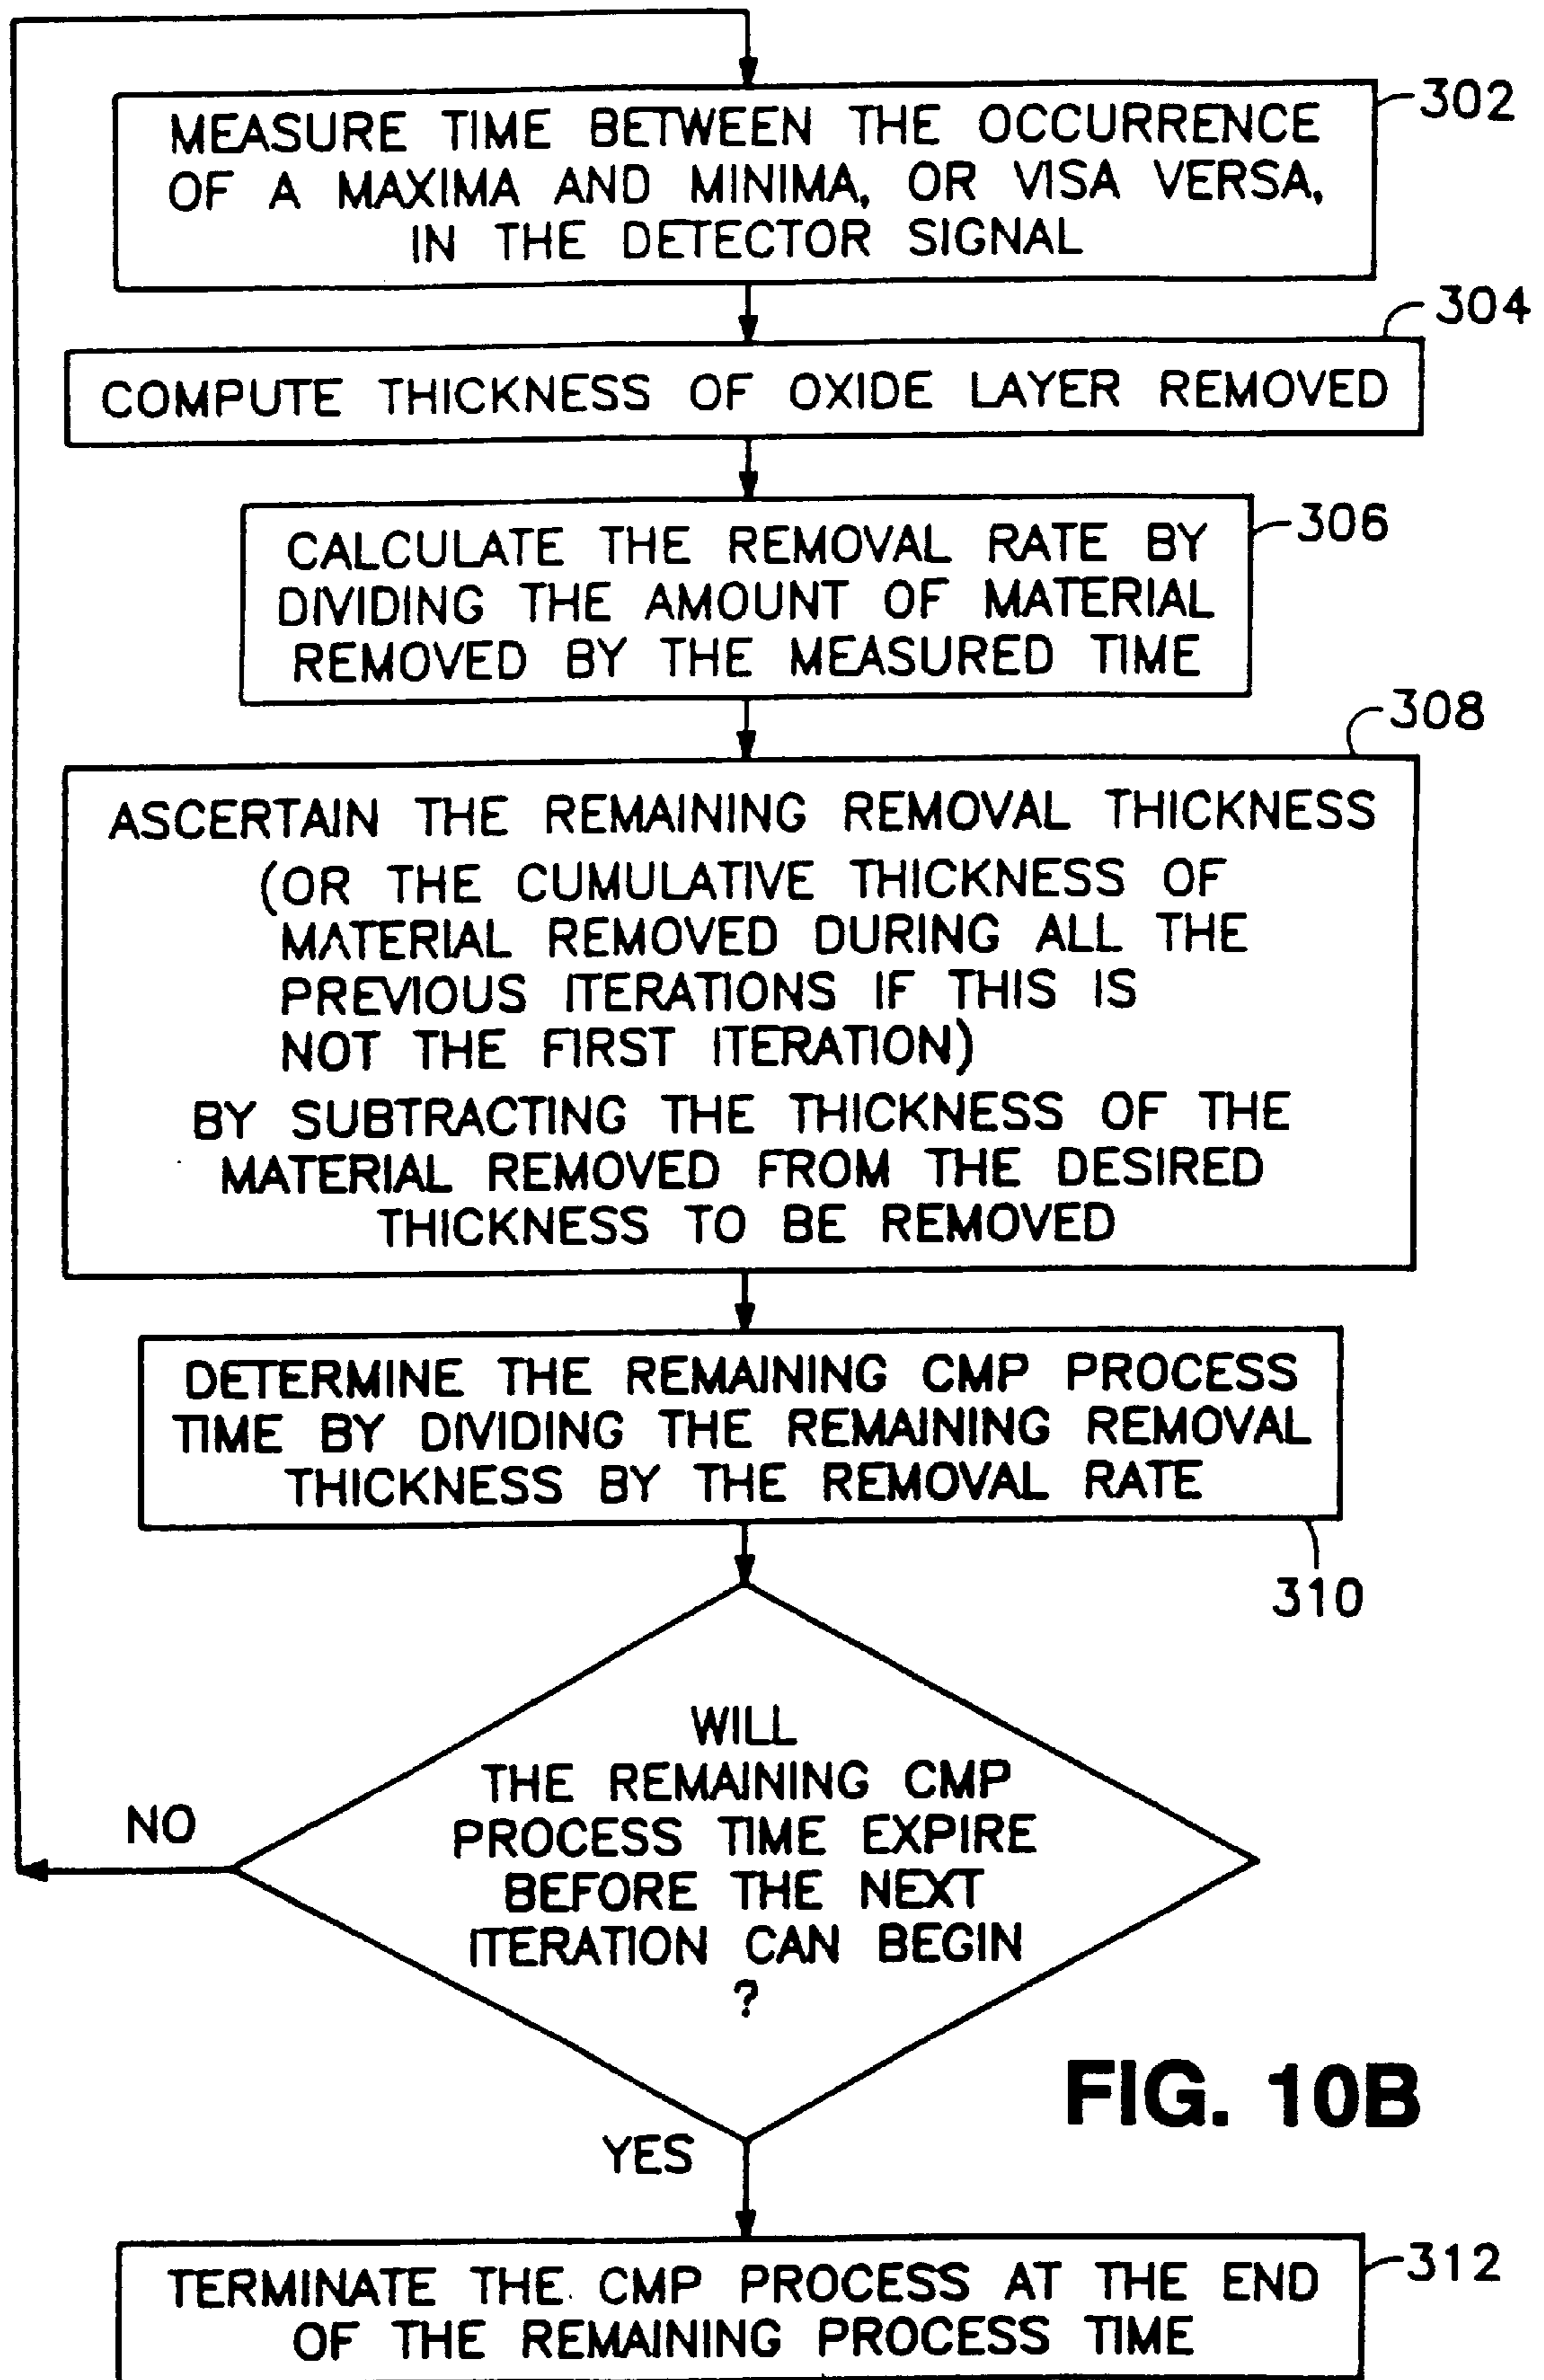 302
MEASURE TIME BETWEEN THE OCCURRENCE
OF A MAXIMA AND MINIMA, OR VISA VERSA,
IN THE DETECTOR SIGNAL
304
COMPUTE THICKNESS OF OXIDE LAYER REMOVED
306
CALCULATE THE REMOVAL RATE BY
DIVIDING THE AMOUNT OF MATERIAL
REMOVED BY THE MEASURED TIME
308
ASCERTAIN THE REMAINING REMOVAL THICKNESS
(OR THE CUMULATIVE THICKNESS OF
MATERIAL REMOVED DURING ALL THE
PREVIOUS ITERATIONS IF THIS IS
NOT THE FIRST ITERATION)
BY SUBTRACTING THE THICKNESS OF THE
MATERIAL REMOVED FROM THE DESIRED
THICKNESS TO BE REMOVED
DETERMINE THE REMAINING CMP PROCESS
TIME BY DIVIDING THE REMAINING REMOVAL
THICKNESS BY THE REMOVAL RATE
310
WILL
THE REMAINING CMP
PROCESS TIME EXPIRE
BEFORE THE NEXT
ITERATION CAN BEGIN
?
NO
FIG. 10B
YES
312
TERMINATE THE CMP PROCESS AT THE END
OF THE REMAINING PROCESS TIME